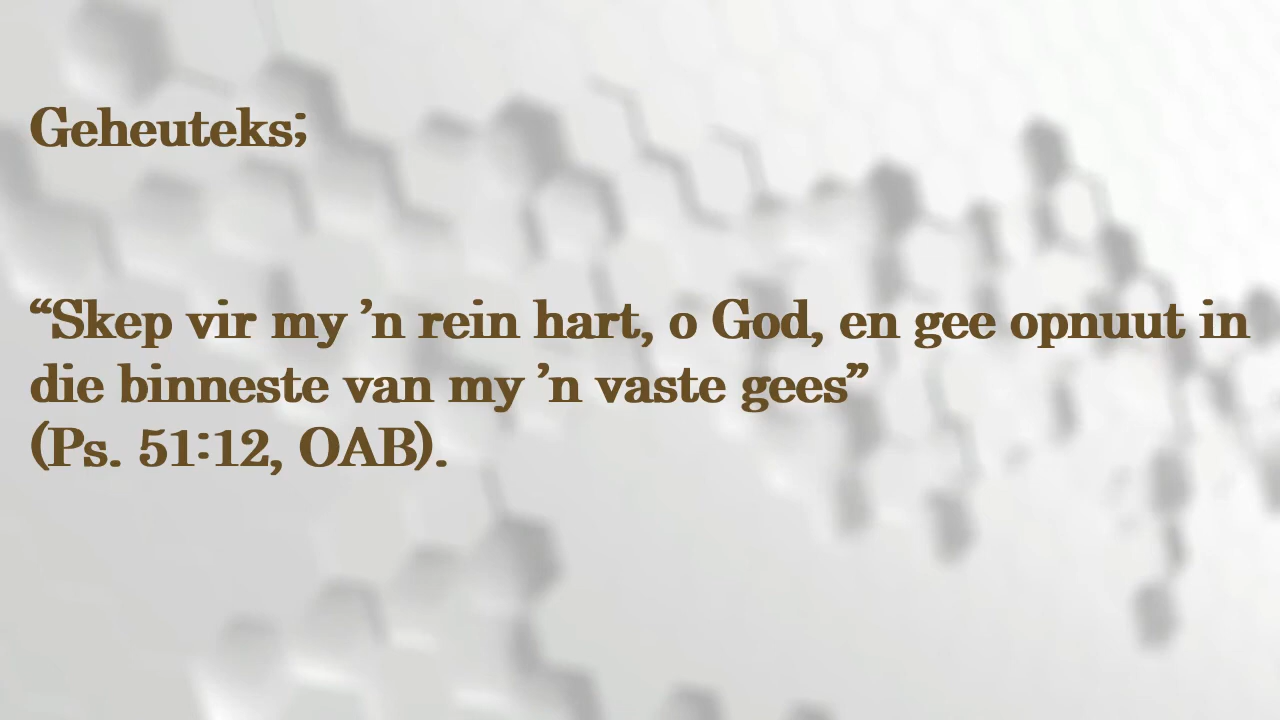 Geheuteks;
“Skep vir my ’n rein hart, o God, en gee opnuut in
die binneste van my ’n vaste gees”
(Ps. 51:12, OAB).